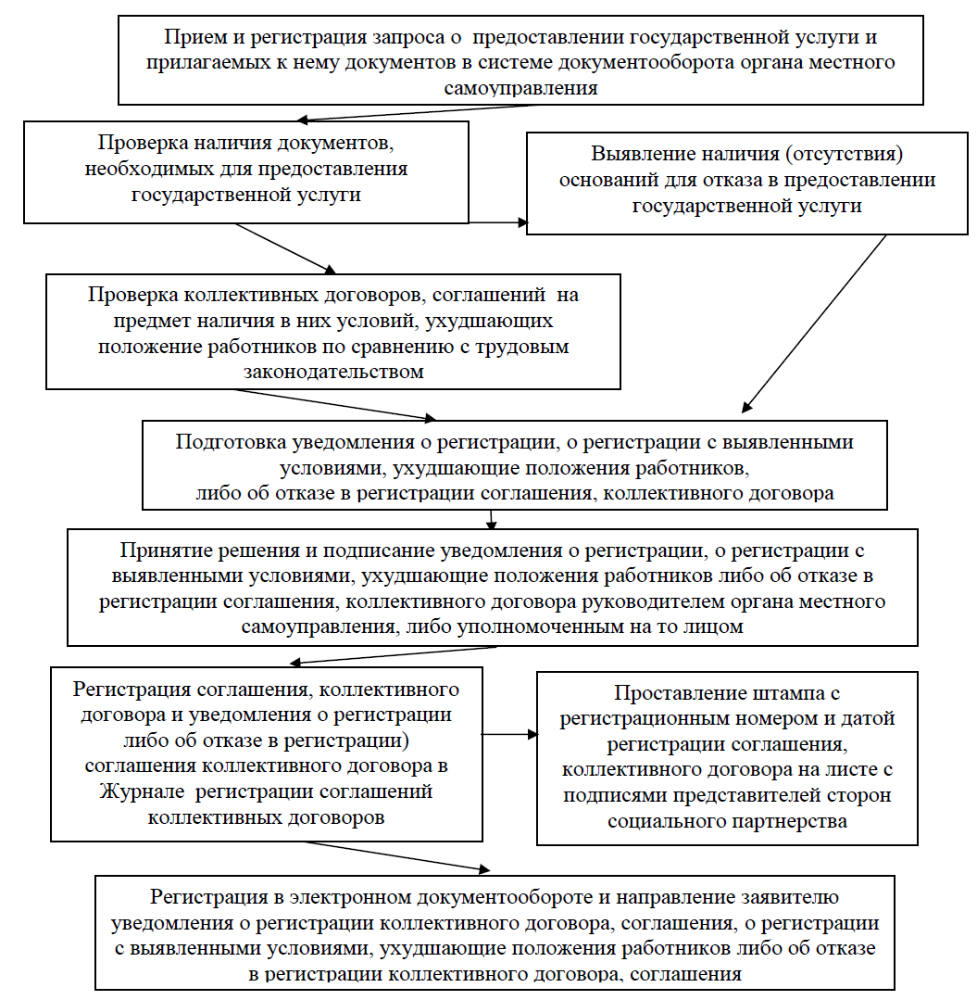 Прием и регистрация запроса о предоставлении государственной услуги и
прилагаемых к нему документов в системе документооборота органа местного
самоуправления
Проверка наличия документов,
необходимых для предоставления
государственной услуги
Выявление наличия (отсутствия)
оснований для отказа в предоставлении
государственной услуги
Проверка коллективных договоров, соглашений на
предмет наличия в них условий, ухудшающих
положение работников по сравнению с трудовым
законодательством
Подготовка уведомления о регистрации, о регистрации с выявленными
условиями, ухудшающие положения работников,
либо об отказе в регистрации соглашения, коллективного договора
Принятие решения и подписание уведомления о регистрации, о регистрации с
выявленными условиями, ухудшающие положения работников либо об отказе в
регистрации соглашения, коллективного договора руководителем органа местного
самоуправления, либо уполномоченным на то лицом
Регистрация соглашения, коллективного
договора и уведомления о регистрации
либо об отказе в регистрации)
соглашения коллективного договора в
Журнале регистрации соглашений
коллективных договоров
Проставление штампа с
регистрационным номером и датой
регистрации соглашения,
коллективного договора на листе с
подписями представителей сторон
социального партнерства
Регистрация в электронном документообороте и направление заявителю
уведомления о регистрации коллективного договора, соглашения, о регистрации
с выявленными условиями, ухудшающие положения работников либо об отказе
в регистрации коллективного договора, соглашения